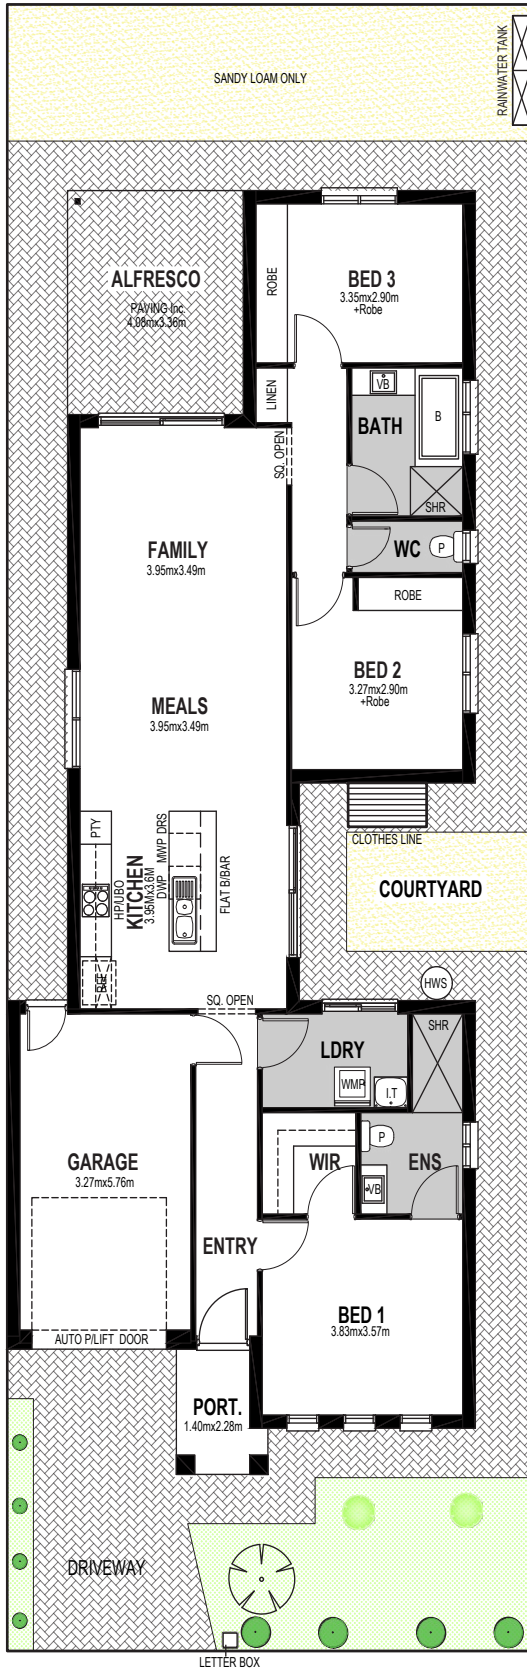 SANDY LOAM ONLY
RAINWATER TANK
ALFRESCO
PAVING Inc.
4.08mx3.36m
ROBE
BED 3
3.35mx2.90m
+Robe
LINEN
VB
BATH
B
SHR
SQ. OPEN
FAMILY
3.95mx3.49m
WC
P
ROBE
BED 2
3.27mx2.90m
+Robe
MEALS
3.95mx3.49m
CLOTHES LINE
PTY
HP/UBO
KITCHEN
3.95Mx3.6M
DWP
MWP
DRS
FLAT B/BAR
COURTYARD
HWS
SQ. OPEN
LDRY
WMP
I.T
SHR
GARAGE
3.27mx5.76m
WIR
P
VB
ENS
ENTRY
BED 1
3.83mx3.57m
AUTO P/LIFT DOOR
PORT.
1.40mx2.28m
DRIVEWAY
LETTER BOX